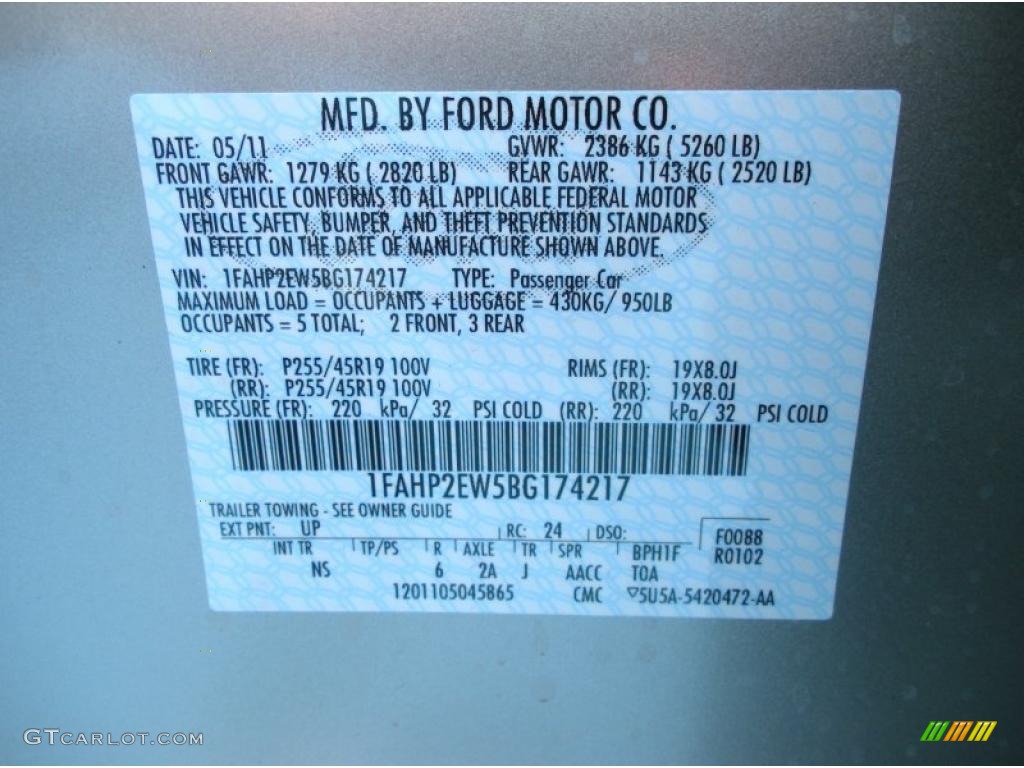 MFD. BY FORD MOTOR CO.
DATE: 05/11 GVWR: 2386 KG ( 5260 LB)
FRONT GAWR: 1279 KG ( 2820 LB) REAR GAWR: 1143 KG ( 2520 LB)
THIS VEHICLE CONFORMS TO ALL APPLICABLE FEDERAL MOTOR
VEHICLE SAFETY, BUMPER, AND THEFT PREVENTION STANDARDS
IN EFFECT ON THE DATE OF MANUFACTURE SHOWN ABOVE.
VIN: 1FAHP2EW5BG174217 TYPE: Passenger Car
MAXIMUM LOAD = OCCUPANTS + LUGGAGE = 430KG/ 950LB
OCCUPANTS = 5 TOTAL; 2 FRONT, 3 REAR
TIRE (FR): P255/45R19 100V RIMS (FR): 19X8.0J
(RR): P255/45R19 100V (RR): 19X8.0J
PRESSURE (FR): 220 kPa/ 32 PSI COLD (RR): 220 kPa/ 32 PSI COLD
1FAHP2EW5BG174217
TRAILER TOWING - SEE OWNER GUIDE
EXT PNT: UP RC: 24 DSO: F0088
INT TR TP/PS R AXLE TR SPR BPH1F R0102
NS 6 2A J AACC TOA
1201105045865 CMC ▽5U5A-5420472-AA
GTCARLOT.COM